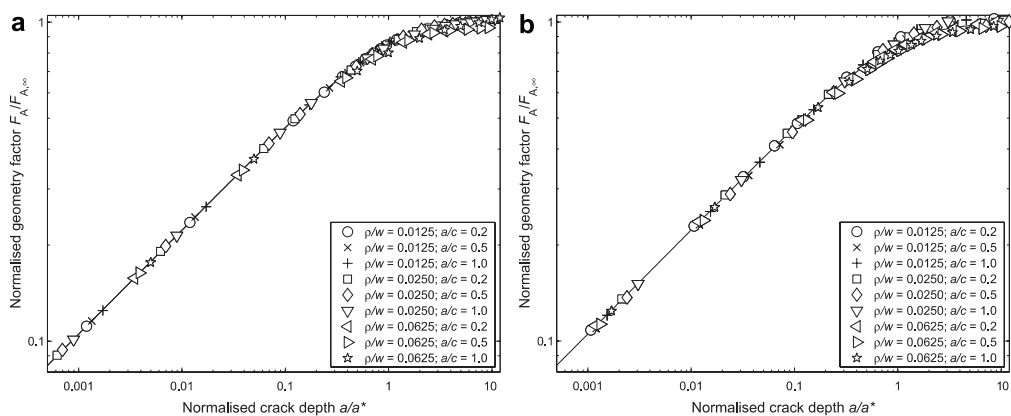 a
Normalised geometry factor F_A/F_A,∞
1
0.1
0.001
0.01
0.1
1
10
Normalised crack depth a/a*
ρ/w = 0.0125; a/c = 0.2
ρ/w = 0.0125; a/c = 0.5
ρ/w = 0.0125; a/c = 1.0
ρ/w = 0.0250; a/c = 0.2
ρ/w = 0.0250; a/c = 0.5
ρ/w = 0.0250; a/c = 1.0
ρ/w = 0.0625; a/c = 0.2
ρ/w = 0.0625; a/c = 0.5
ρ/w = 0.0625; a/c = 1.0
b
Normalised geometry factor F_A/F_A,∞
1
0.1
0.001
0.01
0.1
1
10
Normalised crack depth a/a*
ρ/w = 0.0125; a/c = 0.2
ρ/w = 0.0125; a/c = 0.5
ρ/w = 0.0125; a/c = 1.0
ρ/w = 0.0250; a/c = 0.2
ρ/w = 0.0250; a/c = 0.5
ρ/w = 0.0250; a/c = 1.0
ρ/w = 0.0625; a/c = 0.2
ρ/w = 0.0625; a/c = 0.5
ρ/w = 0.0625; a/c = 1.0